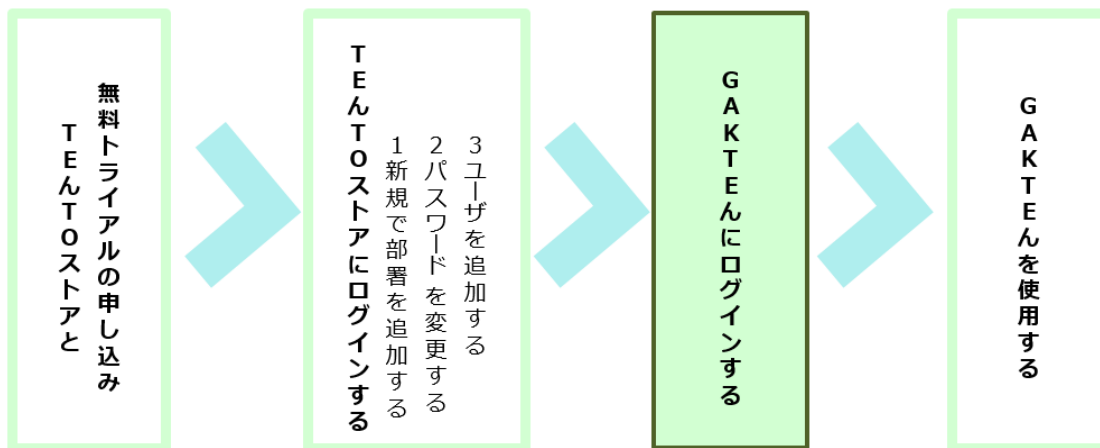 TEんTOストアと
無料トライアルの申し込み
TEんTOストアにログインする
1新規で部署を追加する
2パスワードを変更する
3ユーザを追加する
GAKTEんにログインする
GAKTEんを使用する